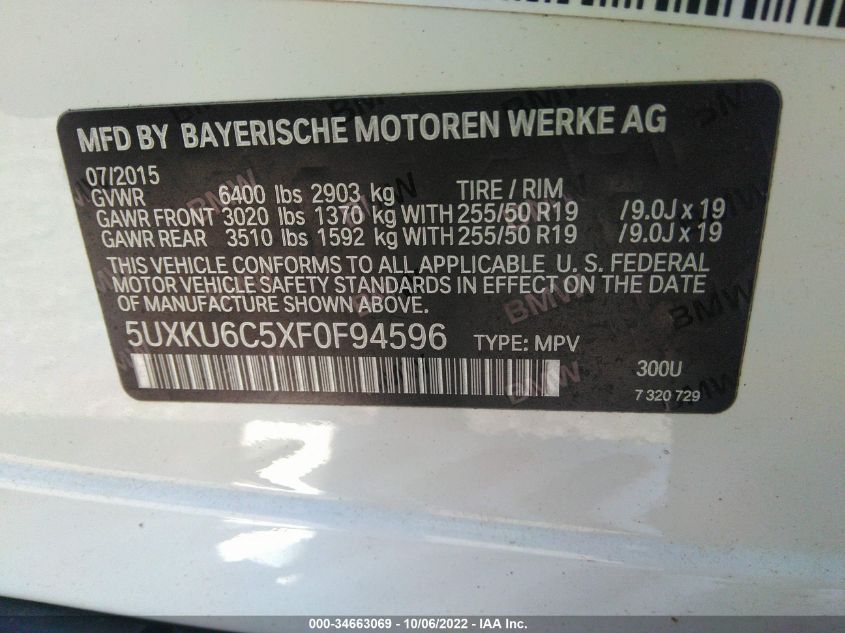 MFD BY BAYERISCHE MOTOREN WERKE AG
07/2015
GVWR 6400 lbs 2903 kg TIRE / RIM
GAWR FRONT 3020 lbs 1370 kg WITH 255/50 R19 /9.0J x 19
GAWR REAR 3510 lbs 1592 kg WITH 255/50 R19 /9.0J x 19
THIS VEHICLE CONFORMS TO ALL APPLICABLE U. S. FEDERAL
MOTOR VEHICLE SAFETY STANDARDS IN EFFECT ON THE DATE
OF MANUFACTURE SHOWN ABOVE.
5UXKU6C5XF0F94596 TYPE: MPV
300U
7 320 729
000-34663069 - 10/06/2022 - IAA Inc.